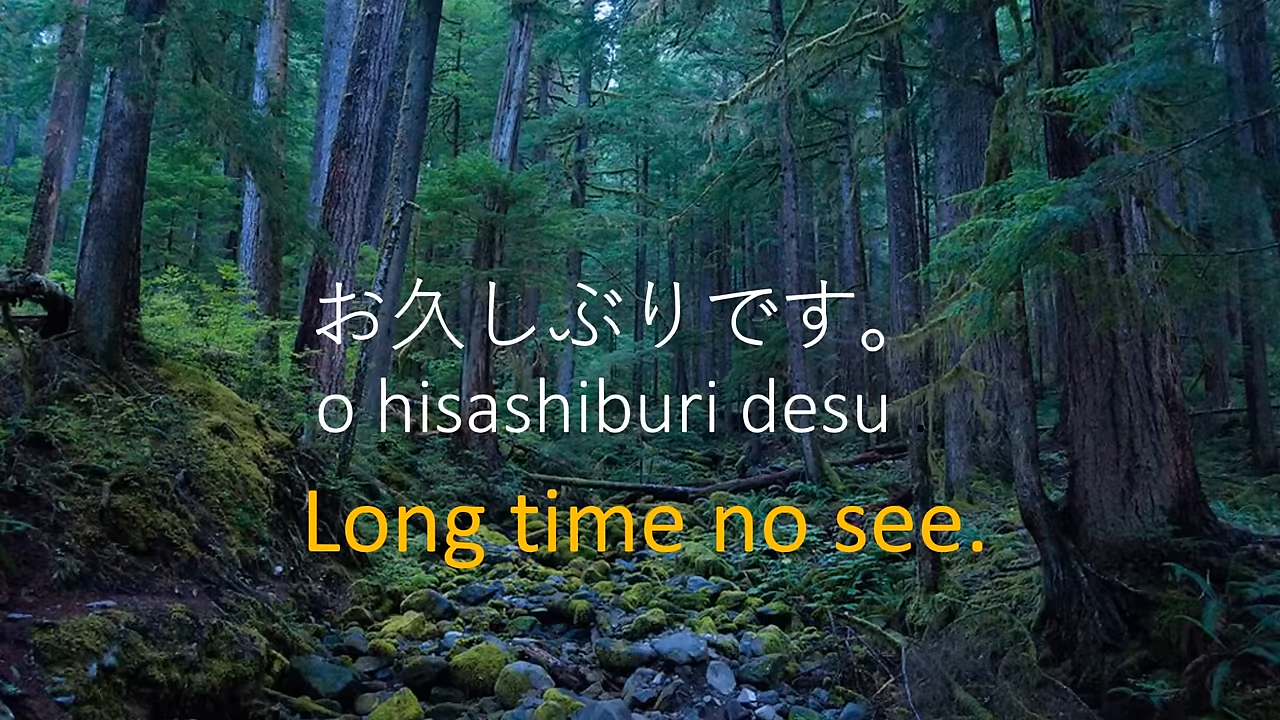 お久しぶりです。
o hisashiburi desu .
Long time no see.